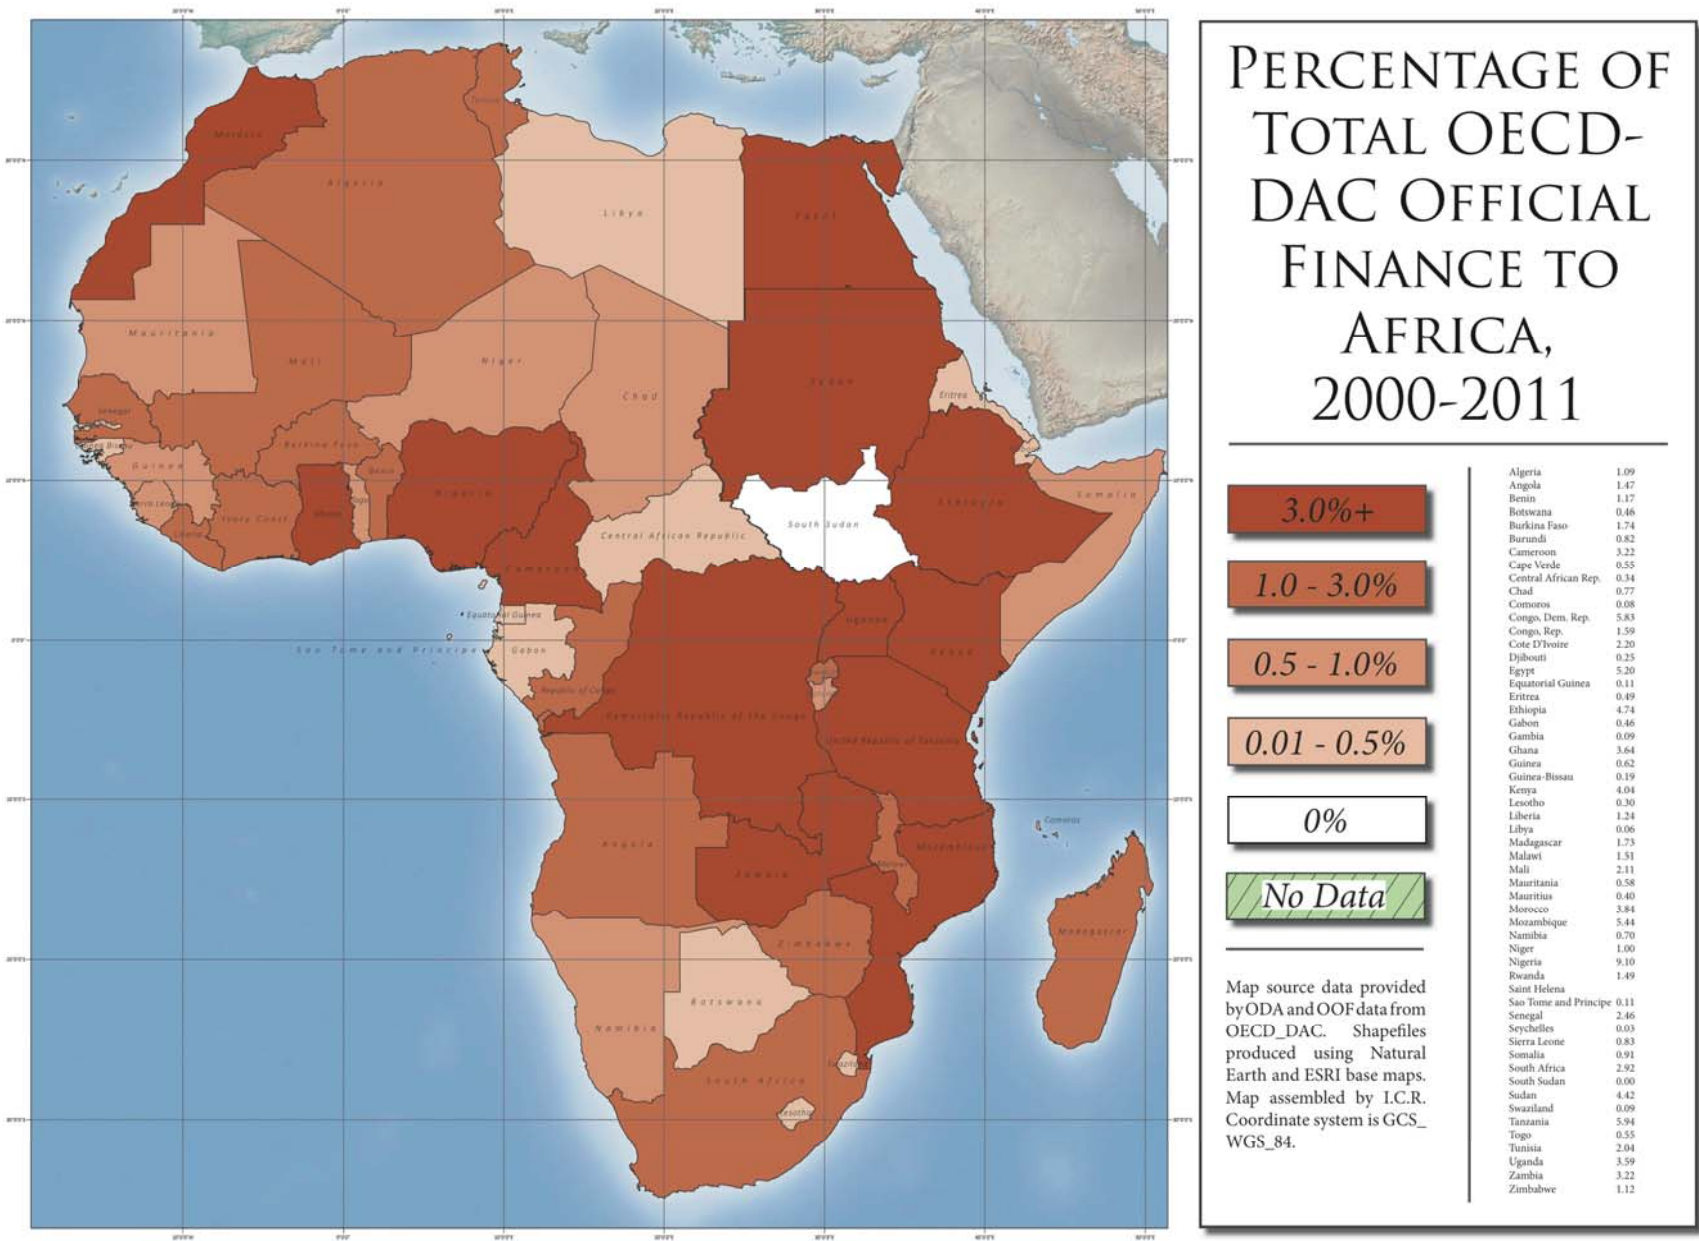 PERCENTAGE OF
TOTAL OECD-
DAC OFFICIAL
FINANCE TO
AFRICA,
2000-2011
3.0%+
1.0 - 3.0%
0.5 - 1.0%
0.01 - 0.5%
0%
No Data
Map source data provided
by ODA and OOF data from
OECD_DAC. Shapefiles
produced using Natural
Earth and ESRI base maps.
Map assembled by I.C.R.
Coordinate system is GCS_
WGS_84.
Algeria 1.09
Angola 1.47
Benin 1.17
Botswana 0.46
Burkina Faso 1.74
Burundi 0.82
Cameroon 3.22
Cape Verde 0.55
Central African Rep. 0.34
Chad 0.77
Comoros 0.08
Congo, Dem. Rep. 5.83
Congo, Rep. 1.59
Cote D'Ivoire 2.20
Djibouti 0.25
Egypt 5.20
Equatorial Guinea 0.11
Eritrea 0.49
Ethiopia 4.74
Gabon 0.46
Gambia 0.09
Ghana 3.64
Guinea 0.62
Guinea-Bissau 0.19
Kenya 4.04
Lesotho 0.30
Liberia 1.24
Libya 0.06
Madagascar 1.73
Malawi 1.51
Mali 2.11
Mauritania 0.58
Mauritius 0.40
Morocco 3.84
Mozambique 5.44
Namibia 0.70
Niger 1.00
Nigeria 9.10
Rwanda 1.49
Saint Helena
Sao Tome and Principe 0.11
Senegal 2.46
Seychelles 0.03
Sierra Leone 0.83
Somalia 0.91
South Africa 2.92
South Sudan 0.00
Sudan 4.42
Swaziland 0.09
Tanzania 5.94
Togo 0.55
Tunisia 2.04
Uganda 3.59
Zambia 3.22
Zimbabwe 1.12
Tunisia
Morocco
Algeria
Libya
Egypt
Mauritania
Mali
Niger
Chad
Sudan
Eritrea
Senegal
Burkina Faso
Guinea
Benin
Nigeria
Ethiopia
Somalia
Ivory Coast
Ghana
Liberia
South Sudan
Central African Republic
Cameroon
Equatorial Guinea
Uganda
Kenya
Sao Tome and Principe
Gabon
Republic of Congo
Democratic Republic of the Congo
United Republic of Tanzania
Comoros
Angola
Zambia
Malawi
Mozambique
Madagascar
Zimbabwe
Botswana
Namibia
Swaziland
South Africa
Lesotho